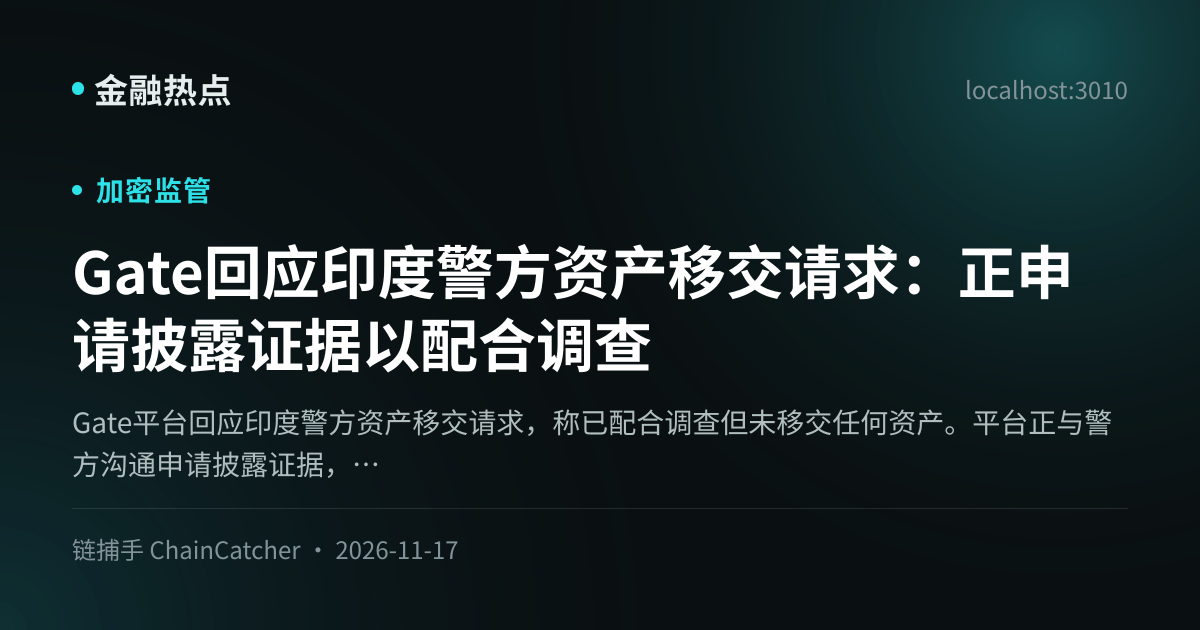 金融热点
localhost:3010
加密监管
Gate回应印度警方资产移交请求：正申
请披露证据以配合调查
Gate平台回应印度警方资产移交请求，称已配合调查但未移交任何资产。平台正与警
方沟通申请披露证据，…
链捕手 ChainCatcher · 2026-11-17